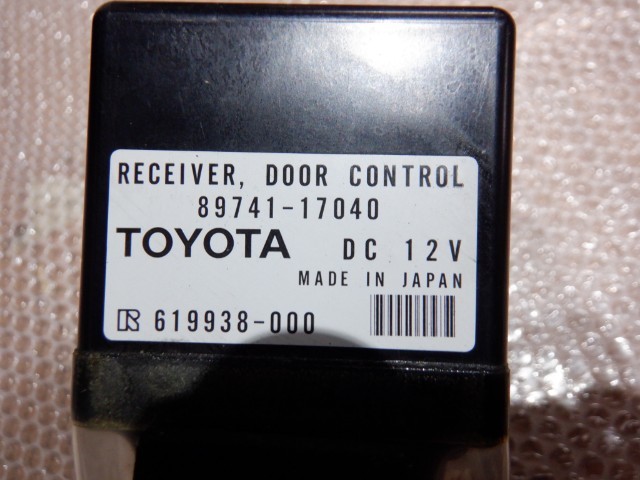 RECEIVER, DOOR CONTROL
89741-17040
TOYOTA DC 12V
MADE IN JAPAN
619938-000